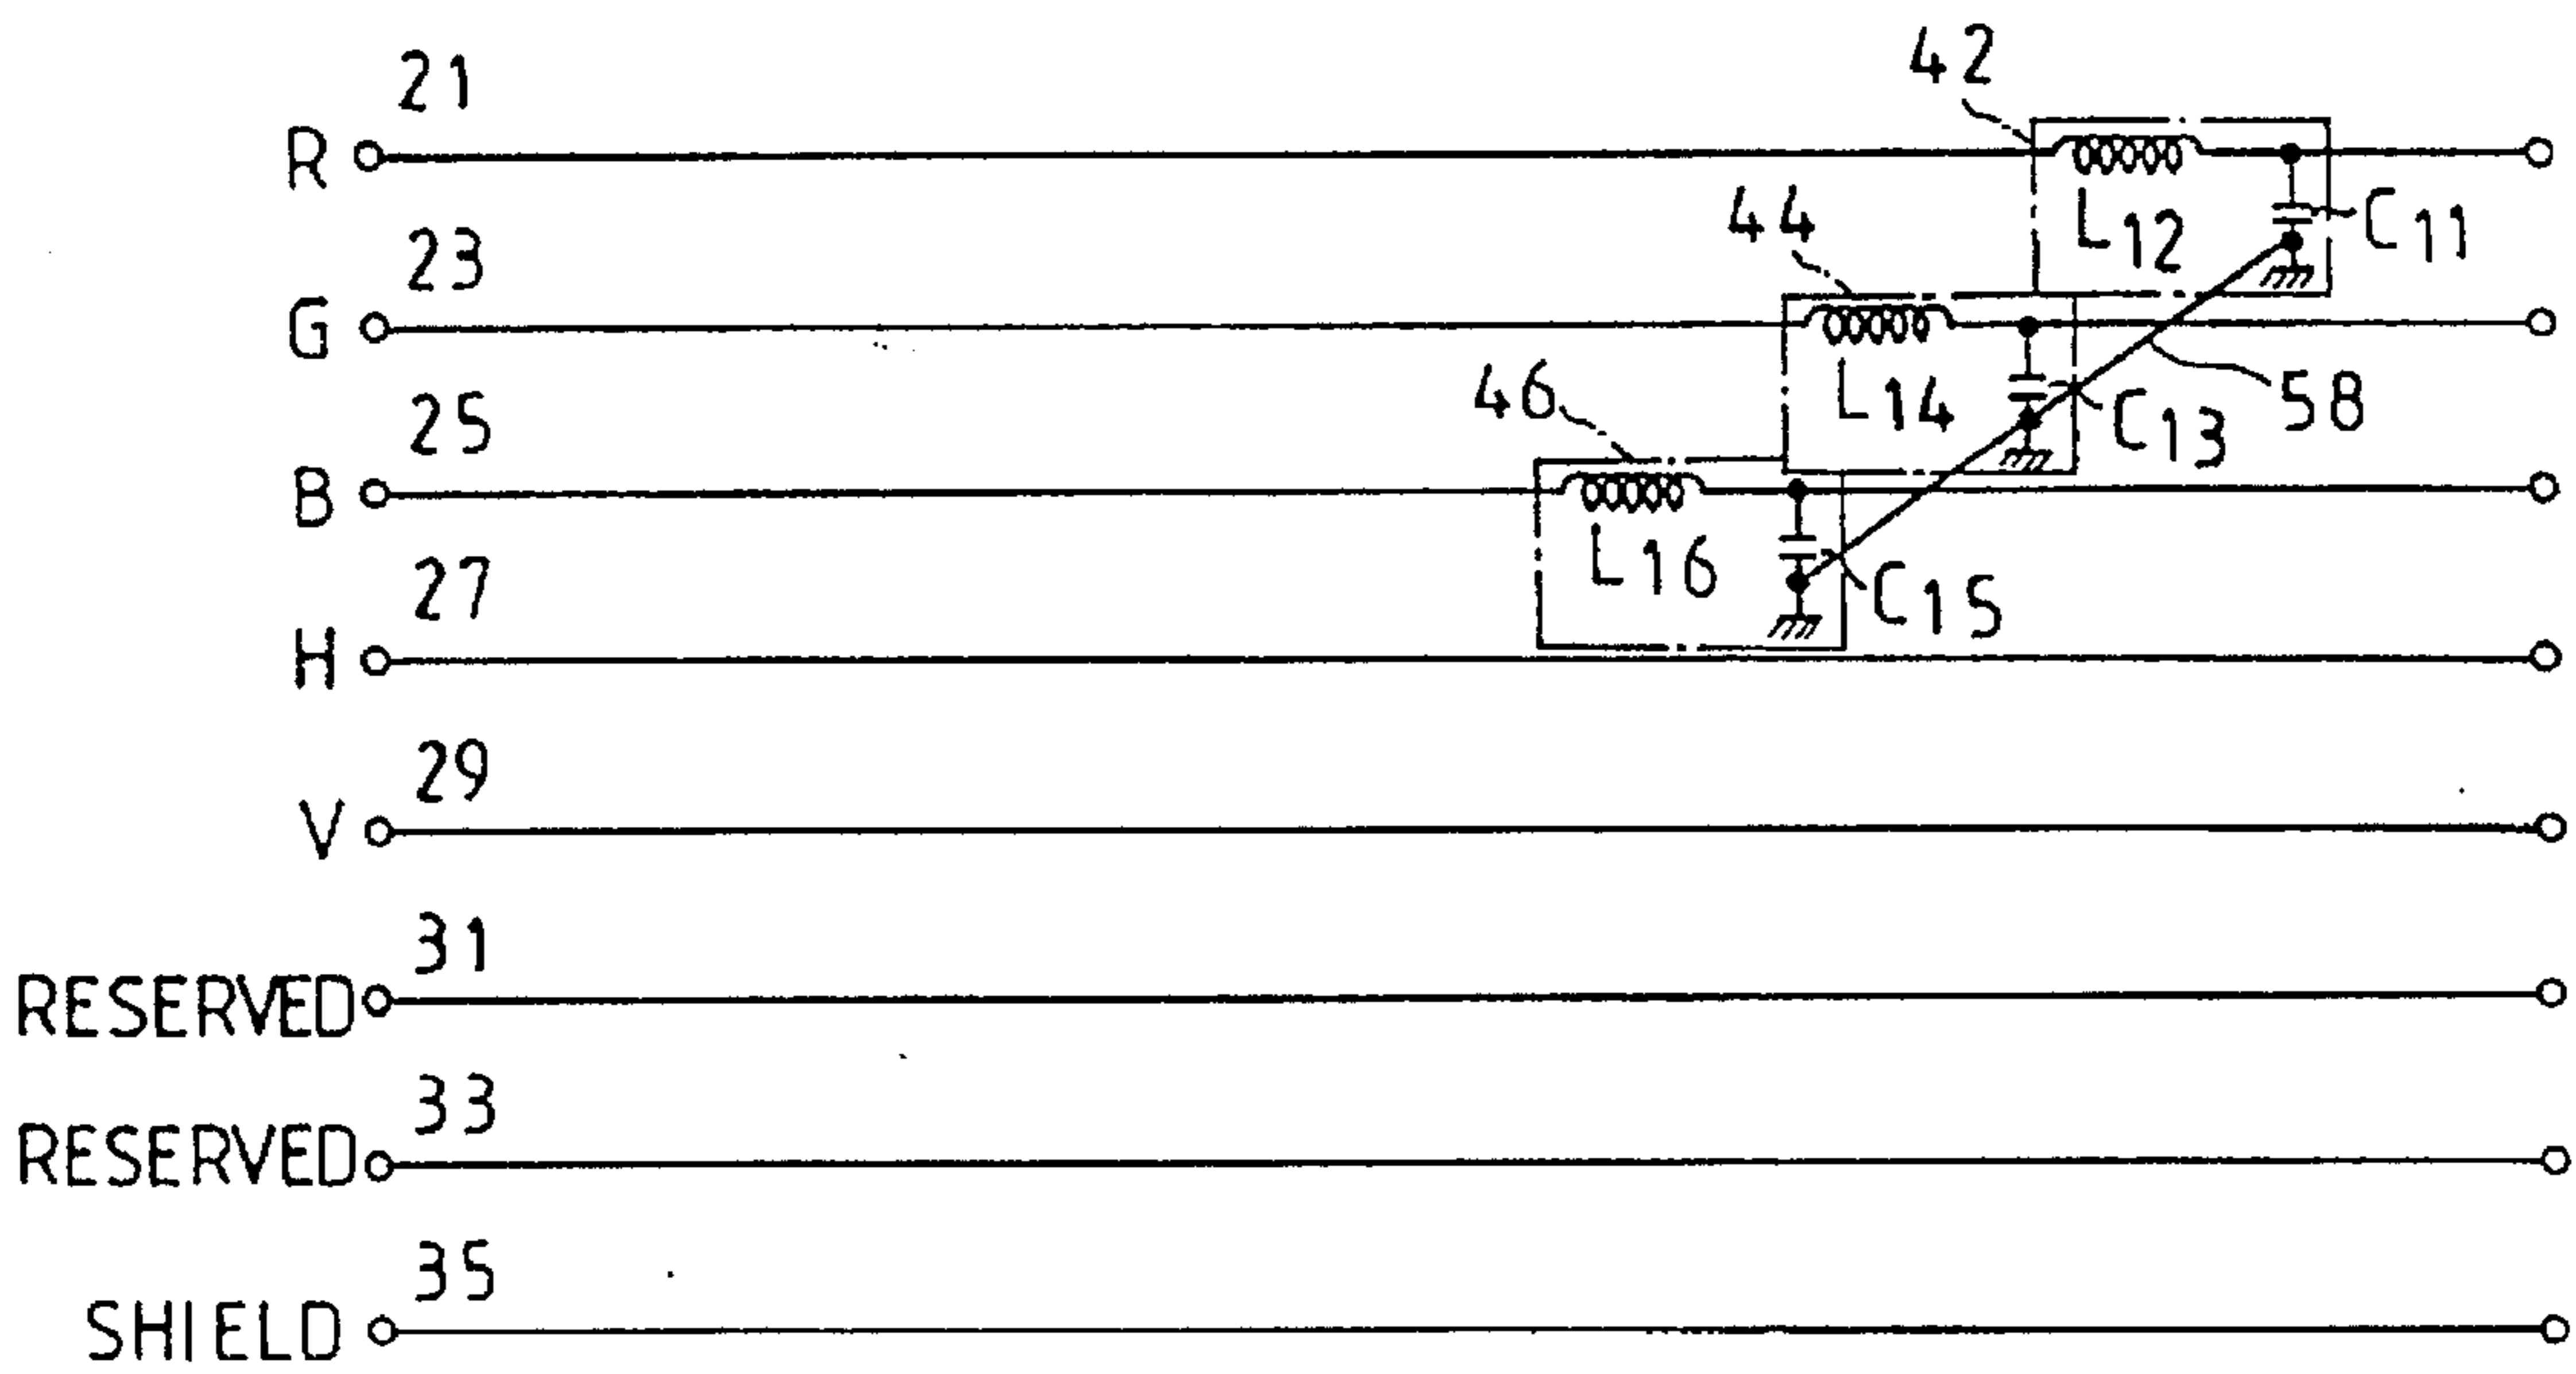 42
21
R
L12
C11
44
23
G
L14
C13
58
46
25
B
L16
C15
27
H
29
V
31
RESERVED
33
RESERVED
35
SHIELD